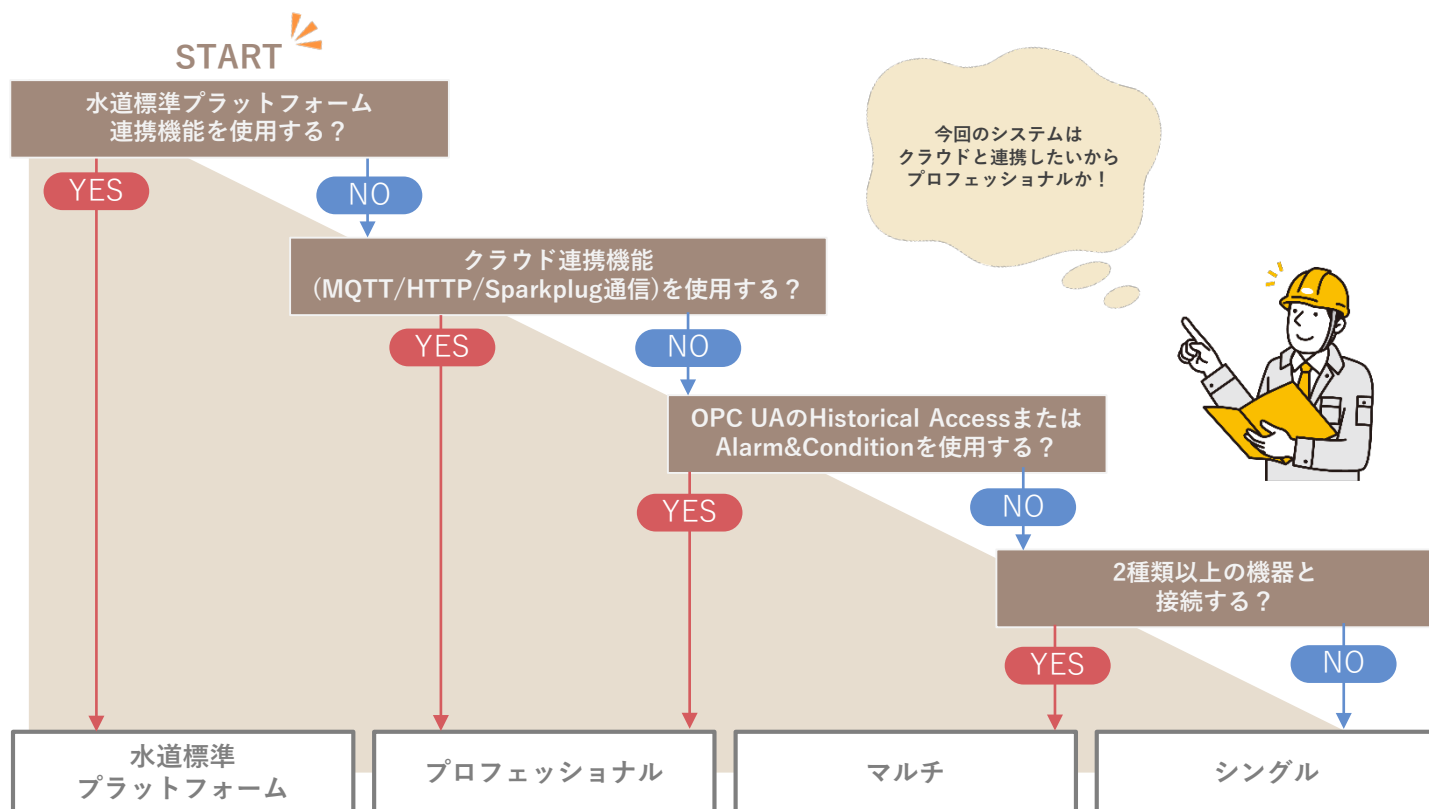 START
水道標準プラットフォーム
連携機能を使用する？
YES
NO
今回のシステムは
クラウドと連携したいから
プロフェッショナルか！
クラウド連携機能
(MQTT/HTTP/Sparkplug通信)を使用する？
YES
NO
OPC UAのHistorical Accessまたは
Alarm&Conditionを使用する？
YES
NO
2種類以上の機器と
接続する？
YES
NO
水道標準
プラットフォーム
プロフェッショナル
マルチ
シングル